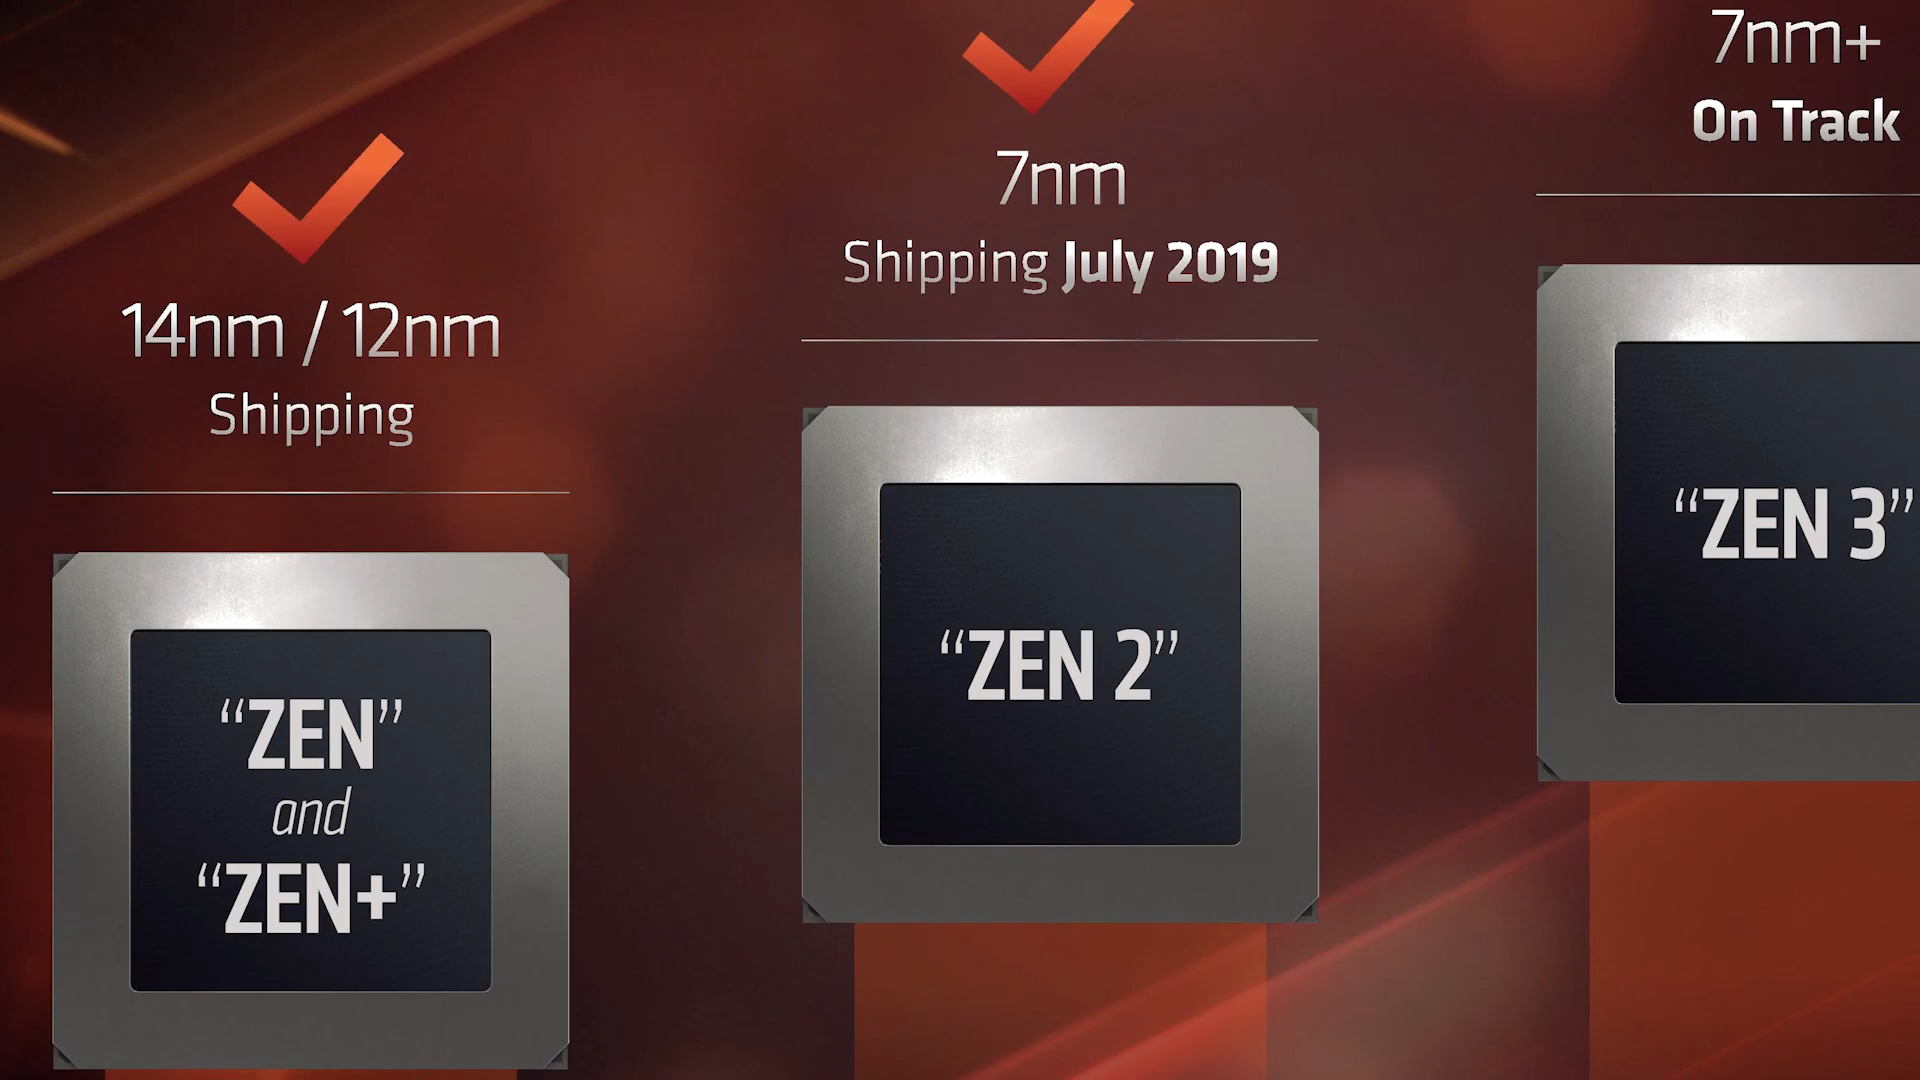 14nm / 12nm
Shipping
“ZEN”
and
“ZEN+”
7nm
Shipping July 2019
“ZEN 2”
7nm+
On Track
“ZEN 3”